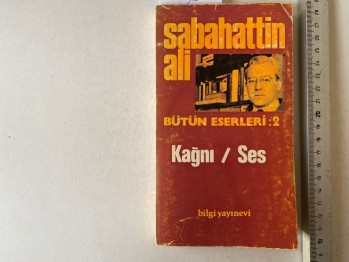 sabahattin
ali
BÜTÜN ESERLERİ:2
Kağnı / Ses
bilgi yayınevi